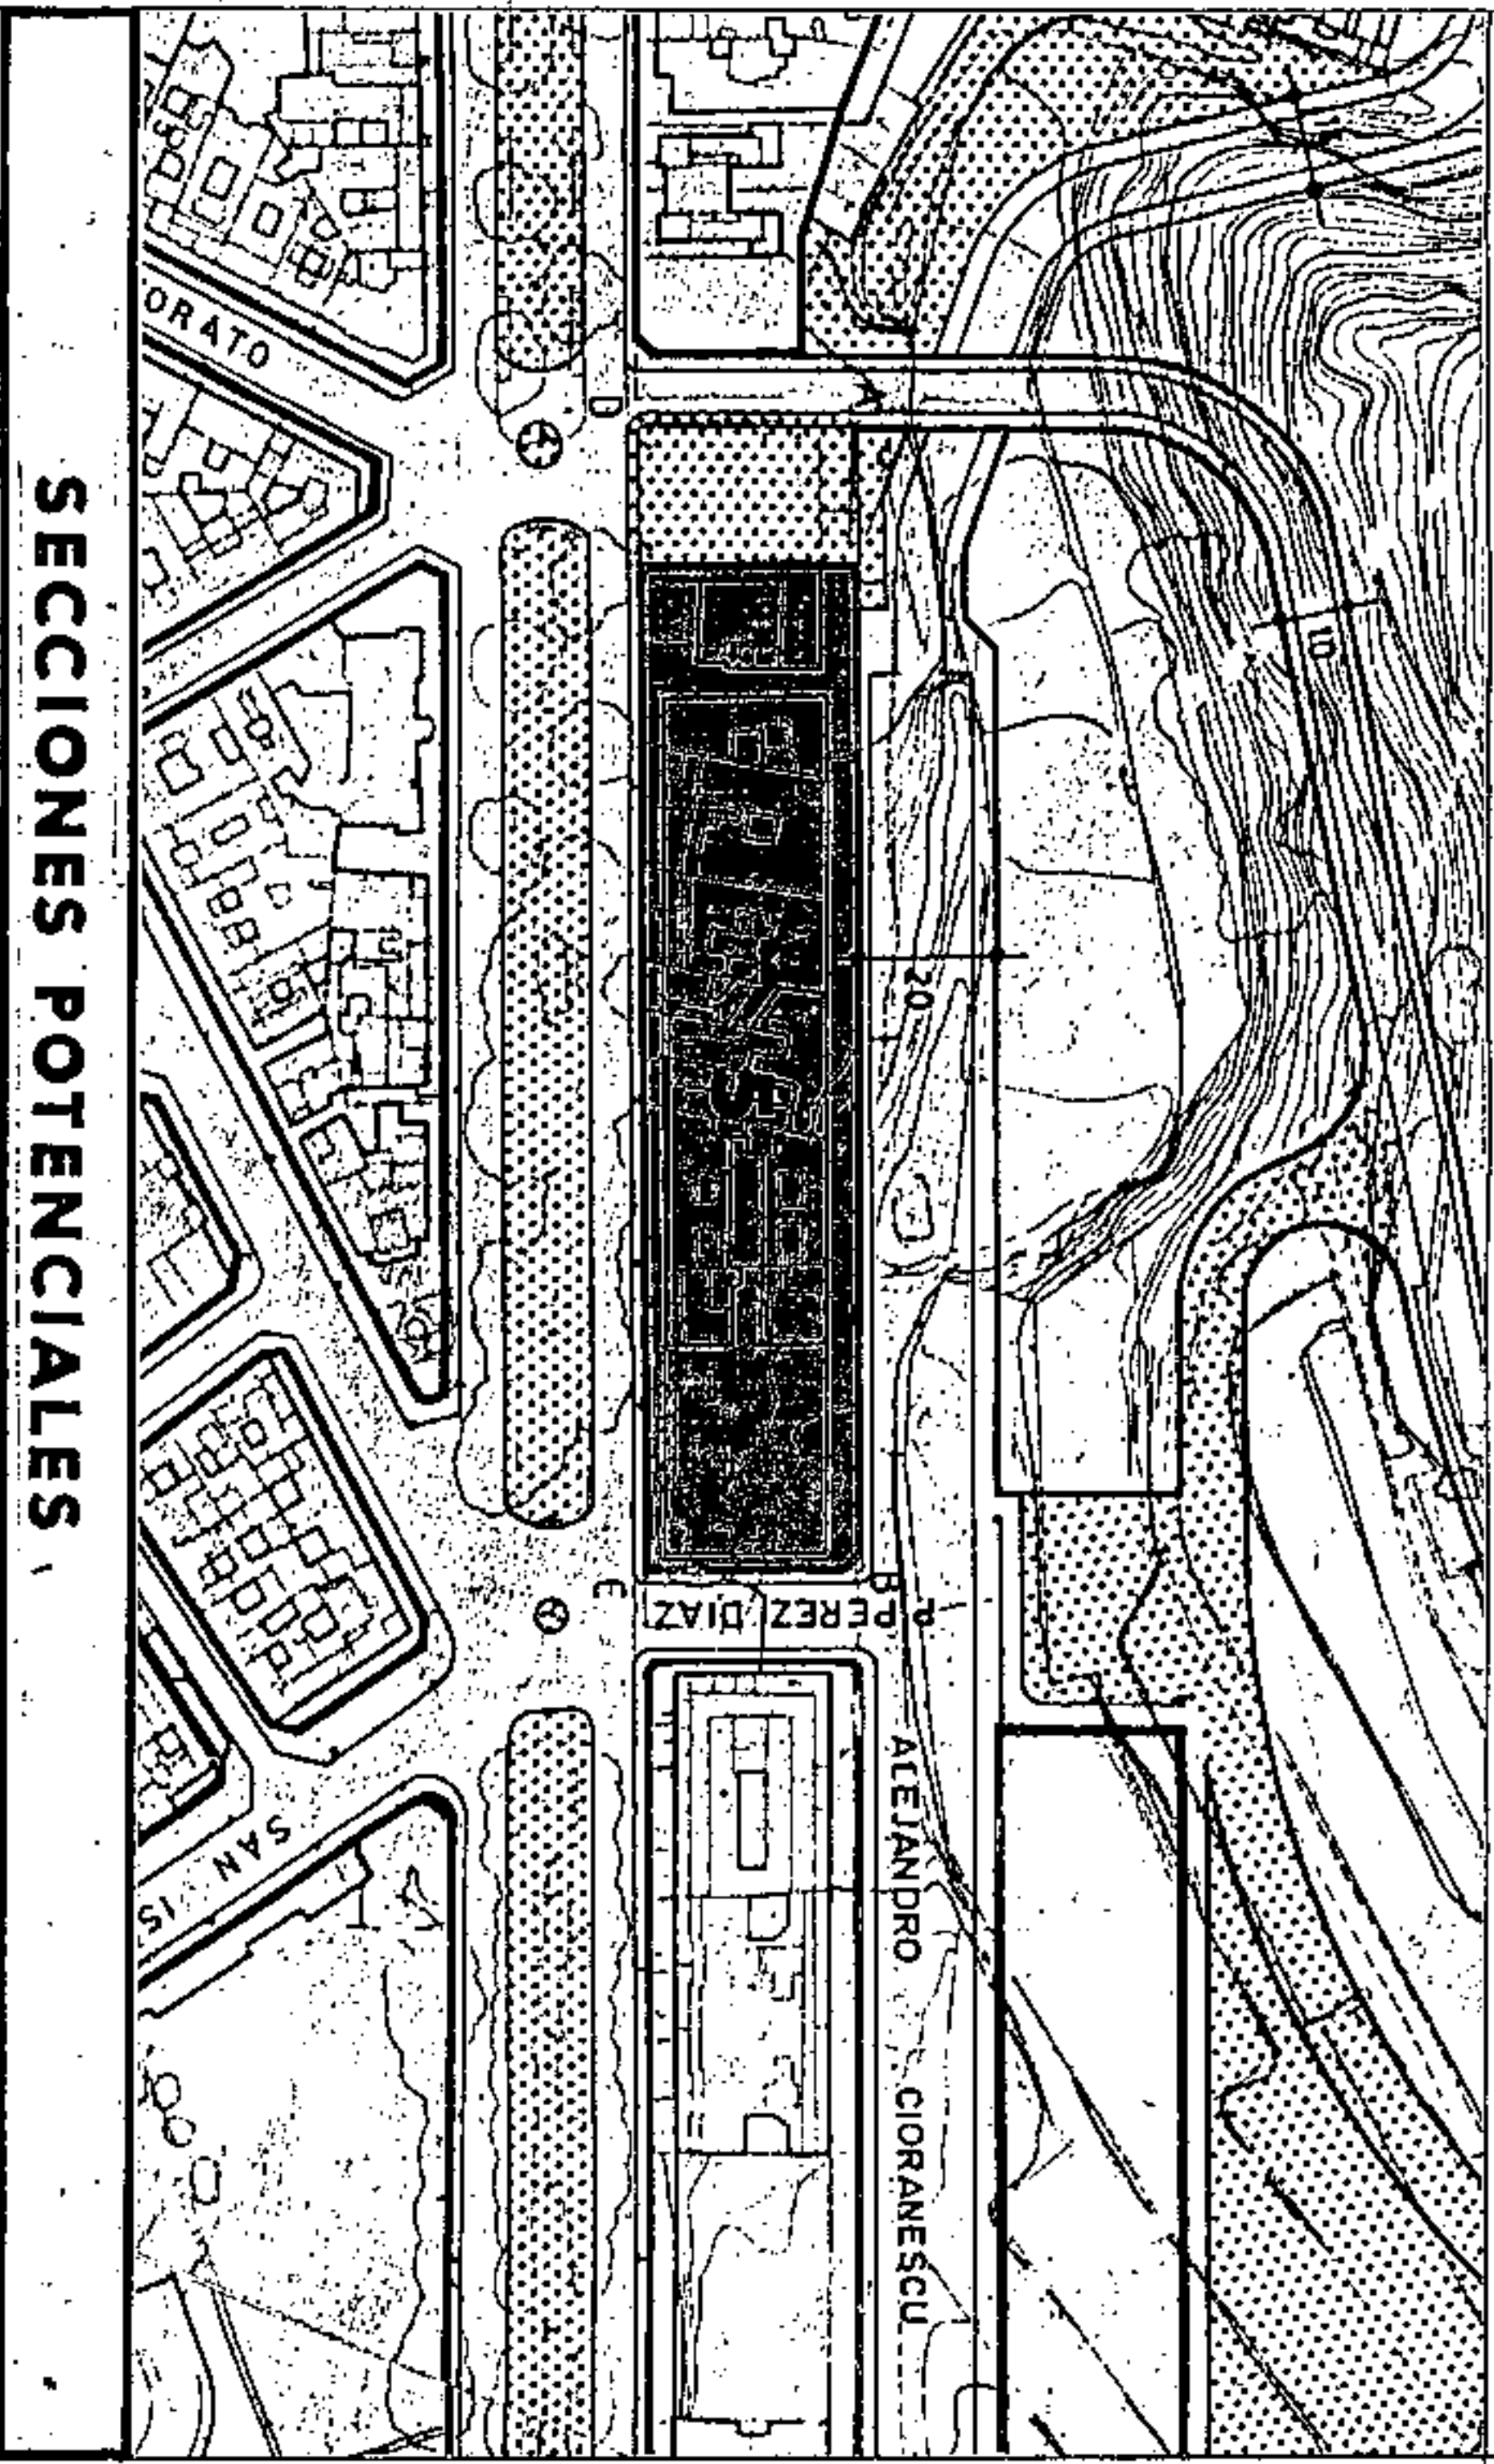 SECCIONES POTENCIALES
ORATO
D
A
10
20
E
B
PEREZ DIAZ
ALEJANDRO CIORANESCU
SAN
IS